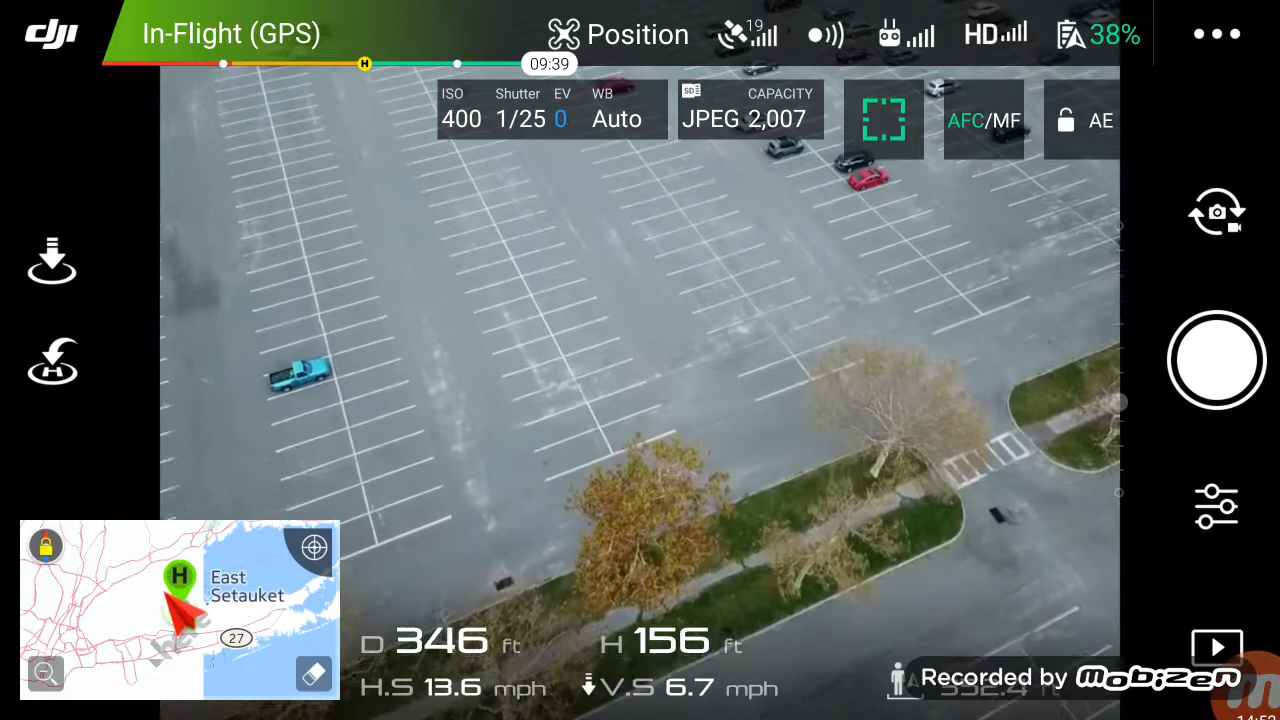 dji In-Flight (GPS) Position 19 HD 38%
H 09:39
ISO Shutter EV WB SD CAPACITY
400 1/25 0 Auto JPEG 2,007 AFC/MF AE
H
H
East
Setauket
27
D 346 ft H 156 ft
H.S 13.6 mph V.S 6.7 mph
Recorded by mobizen